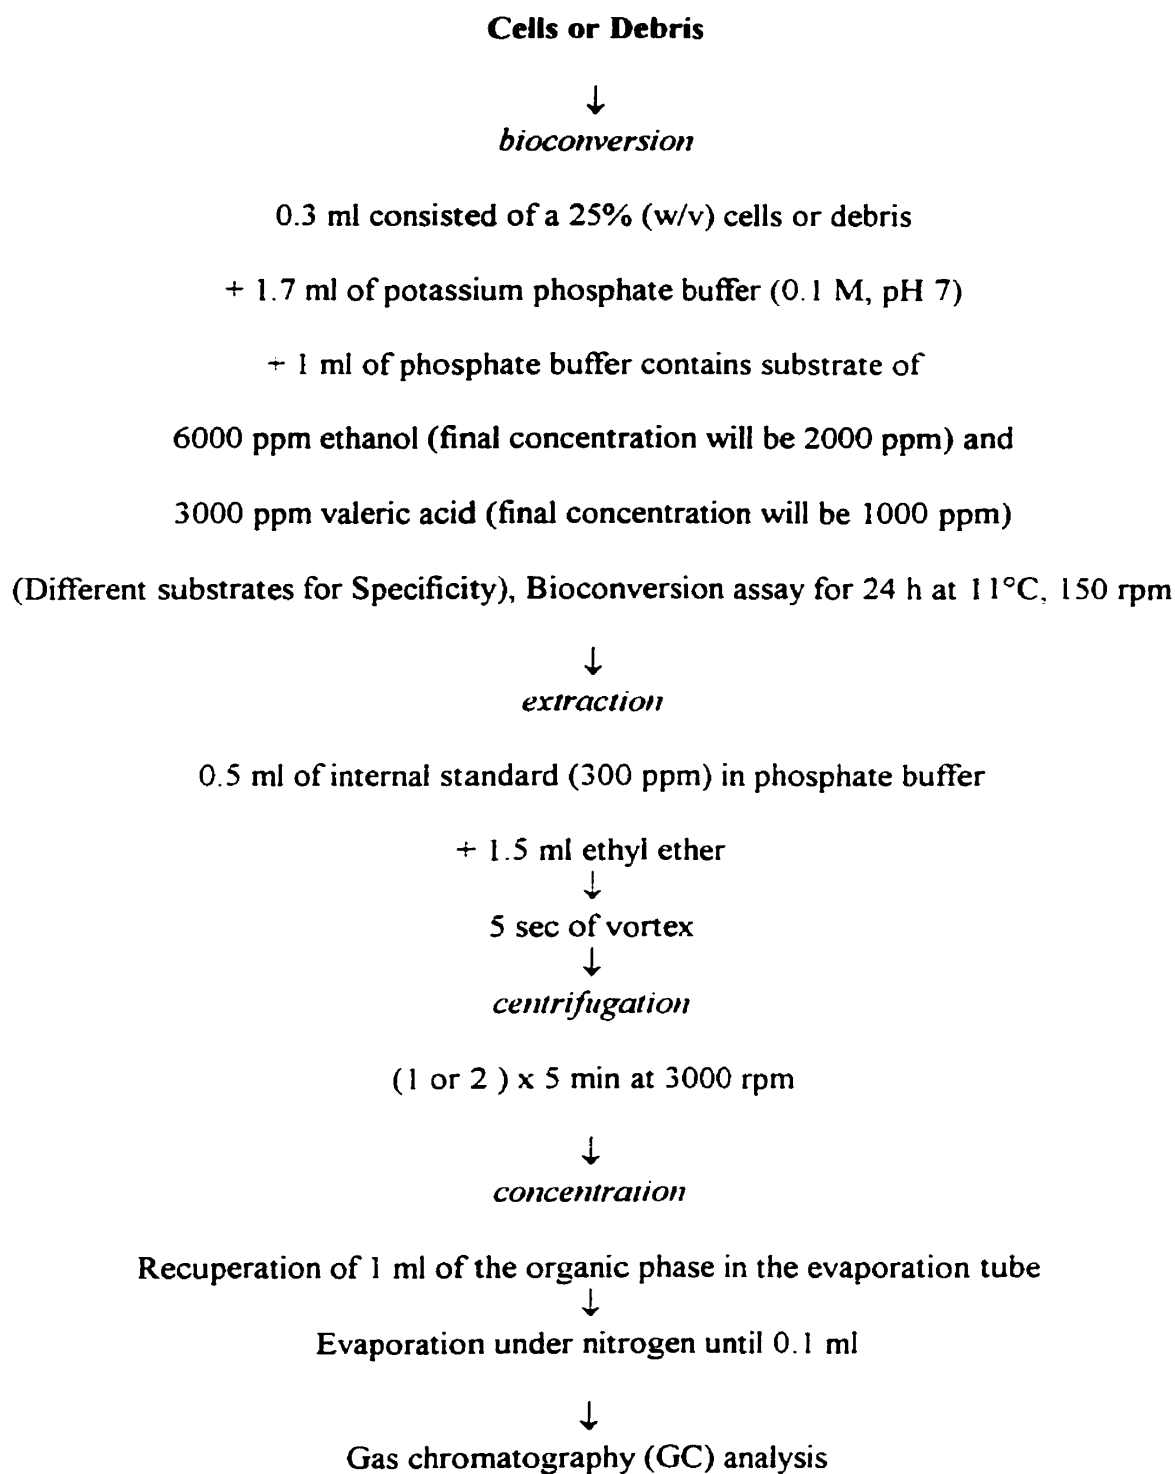 Cells or Debris
↓
bioconversion
0.3 ml consisted of a 25% (w/v) cells or debris
+ 1.7 ml of potassium phosphate buffer (0.1 M, pH 7)
+ 1 ml of phosphate buffer contains substrate of
6000 ppm ethanol (final concentration will be 2000 ppm) and
3000 ppm valeric acid (final concentration will be 1000 ppm)
(Different substrates for Specificity), Bioconversion assay for 24 h at 11°C, 150 rpm
↓
extraction
0.5 ml of internal standard (300 ppm) in phosphate buffer
+ 1.5 ml ethyl ether
↓
5 sec of vortex
↓
centrifugation
(1 or 2 ) x 5 min at 3000 rpm
↓
concentration
Recuperation of 1 ml of the organic phase in the evaporation tube
↓
Evaporation under nitrogen until 0.1 ml
↓
Gas chromatography (GC) analysis